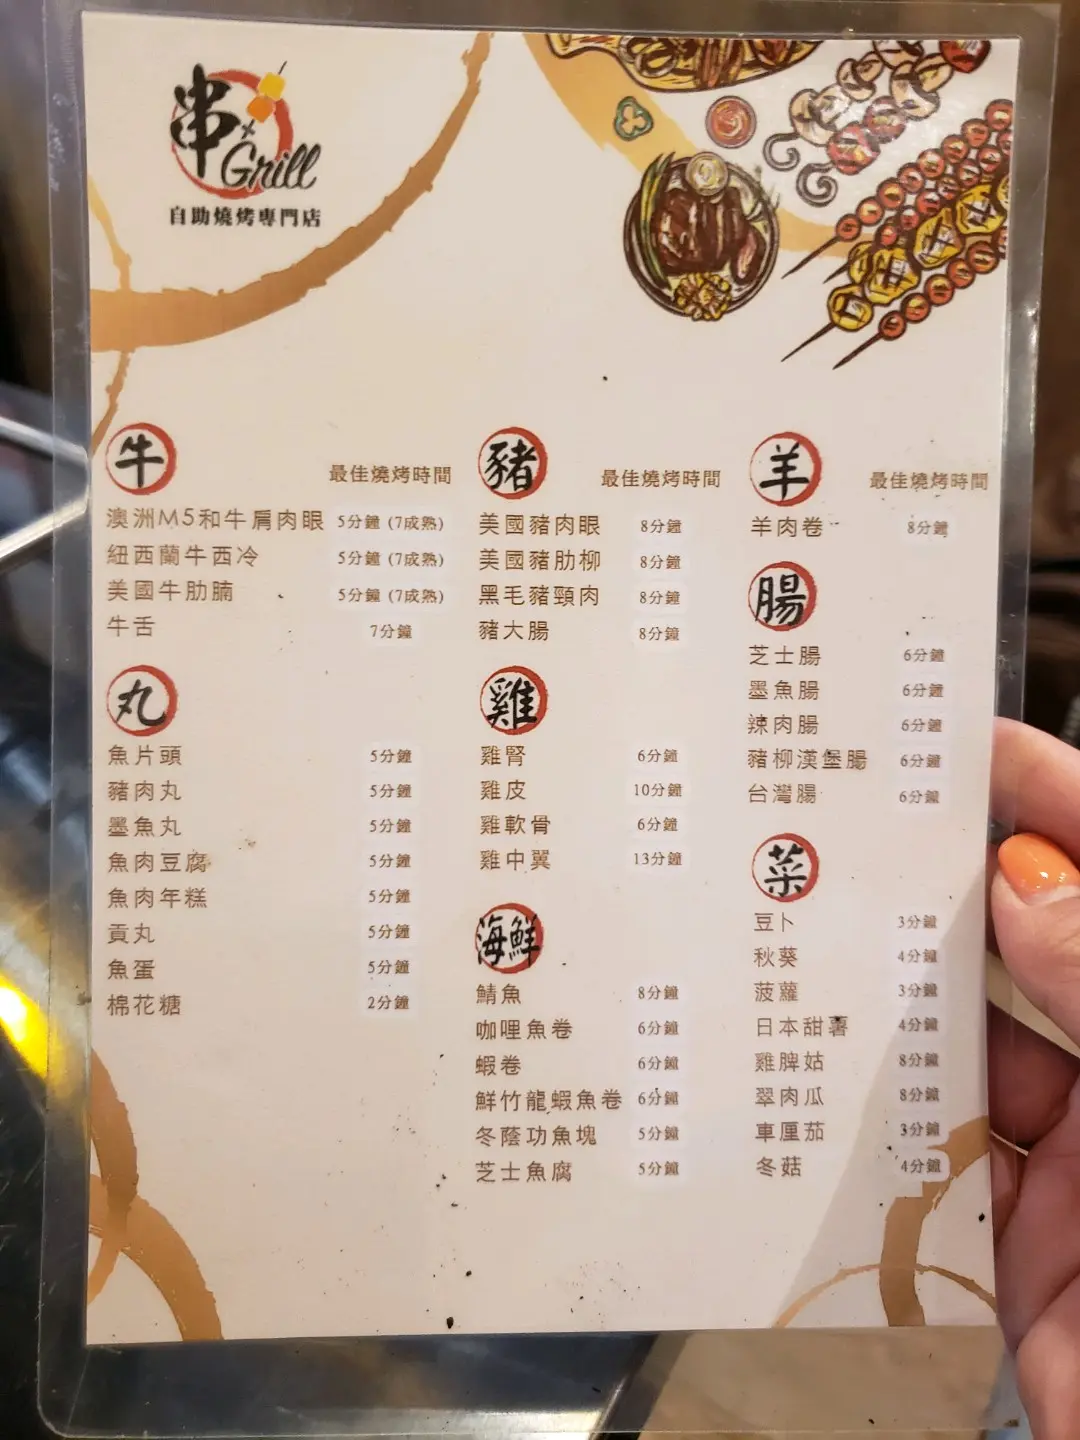 串
×
Grill
自助燒烤專門店
牛 最佳燒烤時間
澳洲M5和牛肩肉眼 5分鐘 (7成熟)
紐西蘭牛西冷 5分鐘 (7成熟)
美國牛肋腩 5分鐘 (7成熟)
牛舌 7分鐘
丸
魚片頭 5分鐘
豬肉丸 5分鐘
墨魚丸 5分鐘
魚肉豆腐 5分鐘
魚肉年糕 5分鐘
貢丸 5分鐘
魚蛋 5分鐘
棉花糖 2分鐘
豬 最佳燒烤時間
美國豬肉眼 8分鐘
美國豬肋柳 8分鐘
黑毛豬頸肉 8分鐘
豬大腸 8分鐘
雞
雞腎 6分鐘
雞皮 10分鐘
雞軟骨 6分鐘
雞中翼 13分鐘
海鮮
鯖魚 8分鐘
咖哩魚卷 6分鐘
蝦卷 6分鐘
鮮竹龍蝦魚卷 6分鐘
冬蔭功魚塊 5分鐘
芝士魚腐 5分鐘
羊 最佳燒烤時間
羊肉卷 8分鐘
腸
芝士腸 6分鐘
墨魚腸 6分鐘
辣肉腸 6分鐘
豬柳漢堡腸 6分鐘
台灣腸 6分鐘
菜
豆卜 3分鐘
秋葵 4分鐘
菠蘿 3分鐘
日本甜薯 4分鐘
雞脾菇 8分鐘
翠肉瓜 8分鐘
車厘茄 3分鐘
冬菇 4分鐘